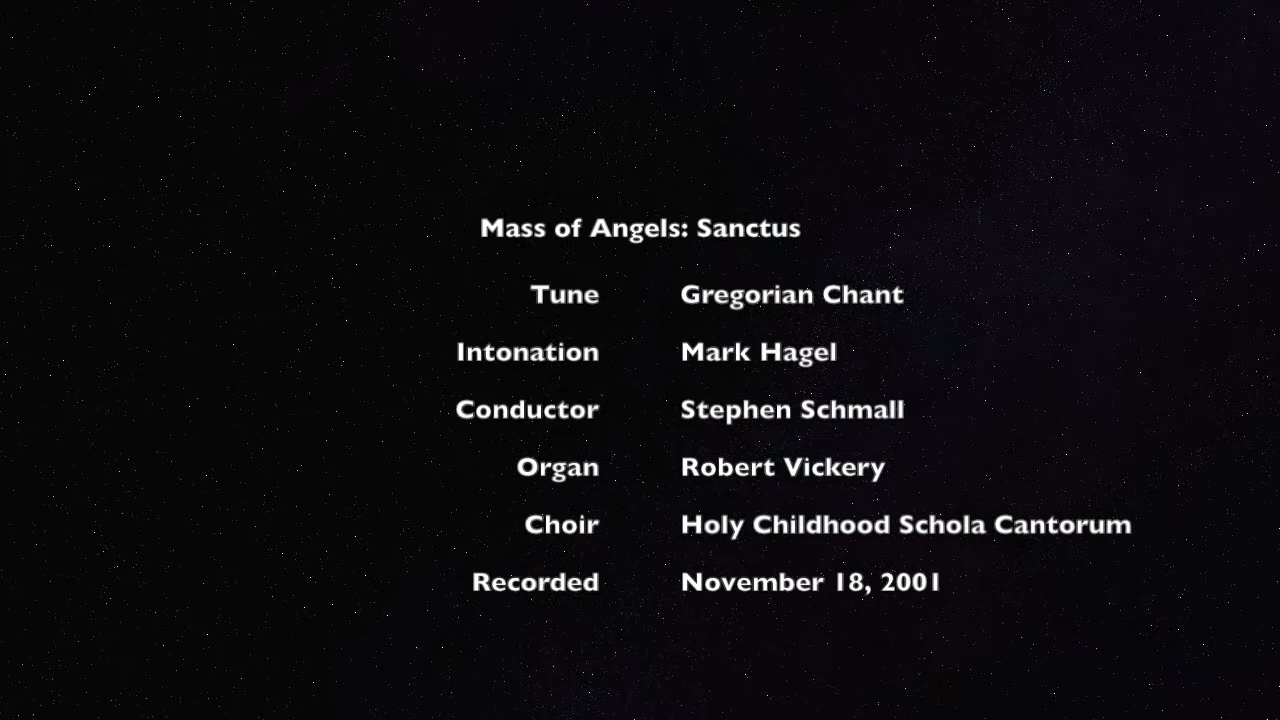 Mass of Angels: Sanctus
Tune Gregorian Chant
Intonation Mark Hagel
Conductor Stephen Schmall
Organ Robert Vickery
Choir Holy Childhood Schola Cantorum
Recorded November 18, 2001